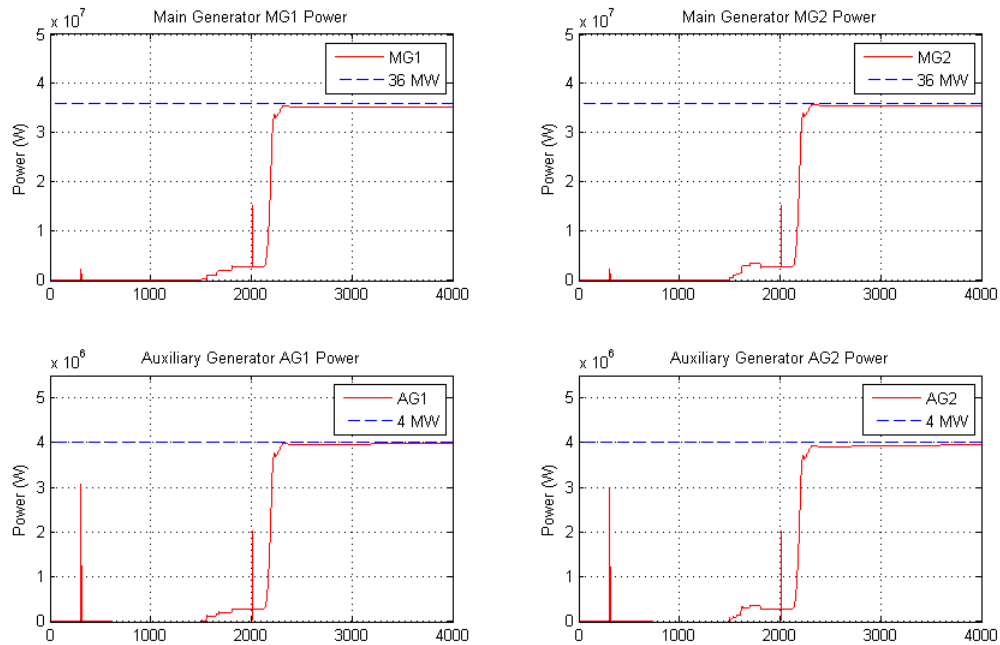 Main Generator MG1 Power
x 10^7
5
4
3
2
1
0
Power (W)
0 1000 2000 3000 4000
MG1
36 MW
Main Generator MG2 Power
x 10^7
5
4
3
2
1
0
Power (W)
0 1000 2000 3000 4000
MG2
36 MW
Auxiliary Generator AG1 Power
x 10^6
5
4
3
2
1
0
Power (W)
0 1000 2000 3000 4000
AG1
4 MW
Auxiliary Generator AG2 Power
x 10^6
5
4
3
2
1
0
Power (W)
0 1000 2000 3000 4000
AG2
4 MW